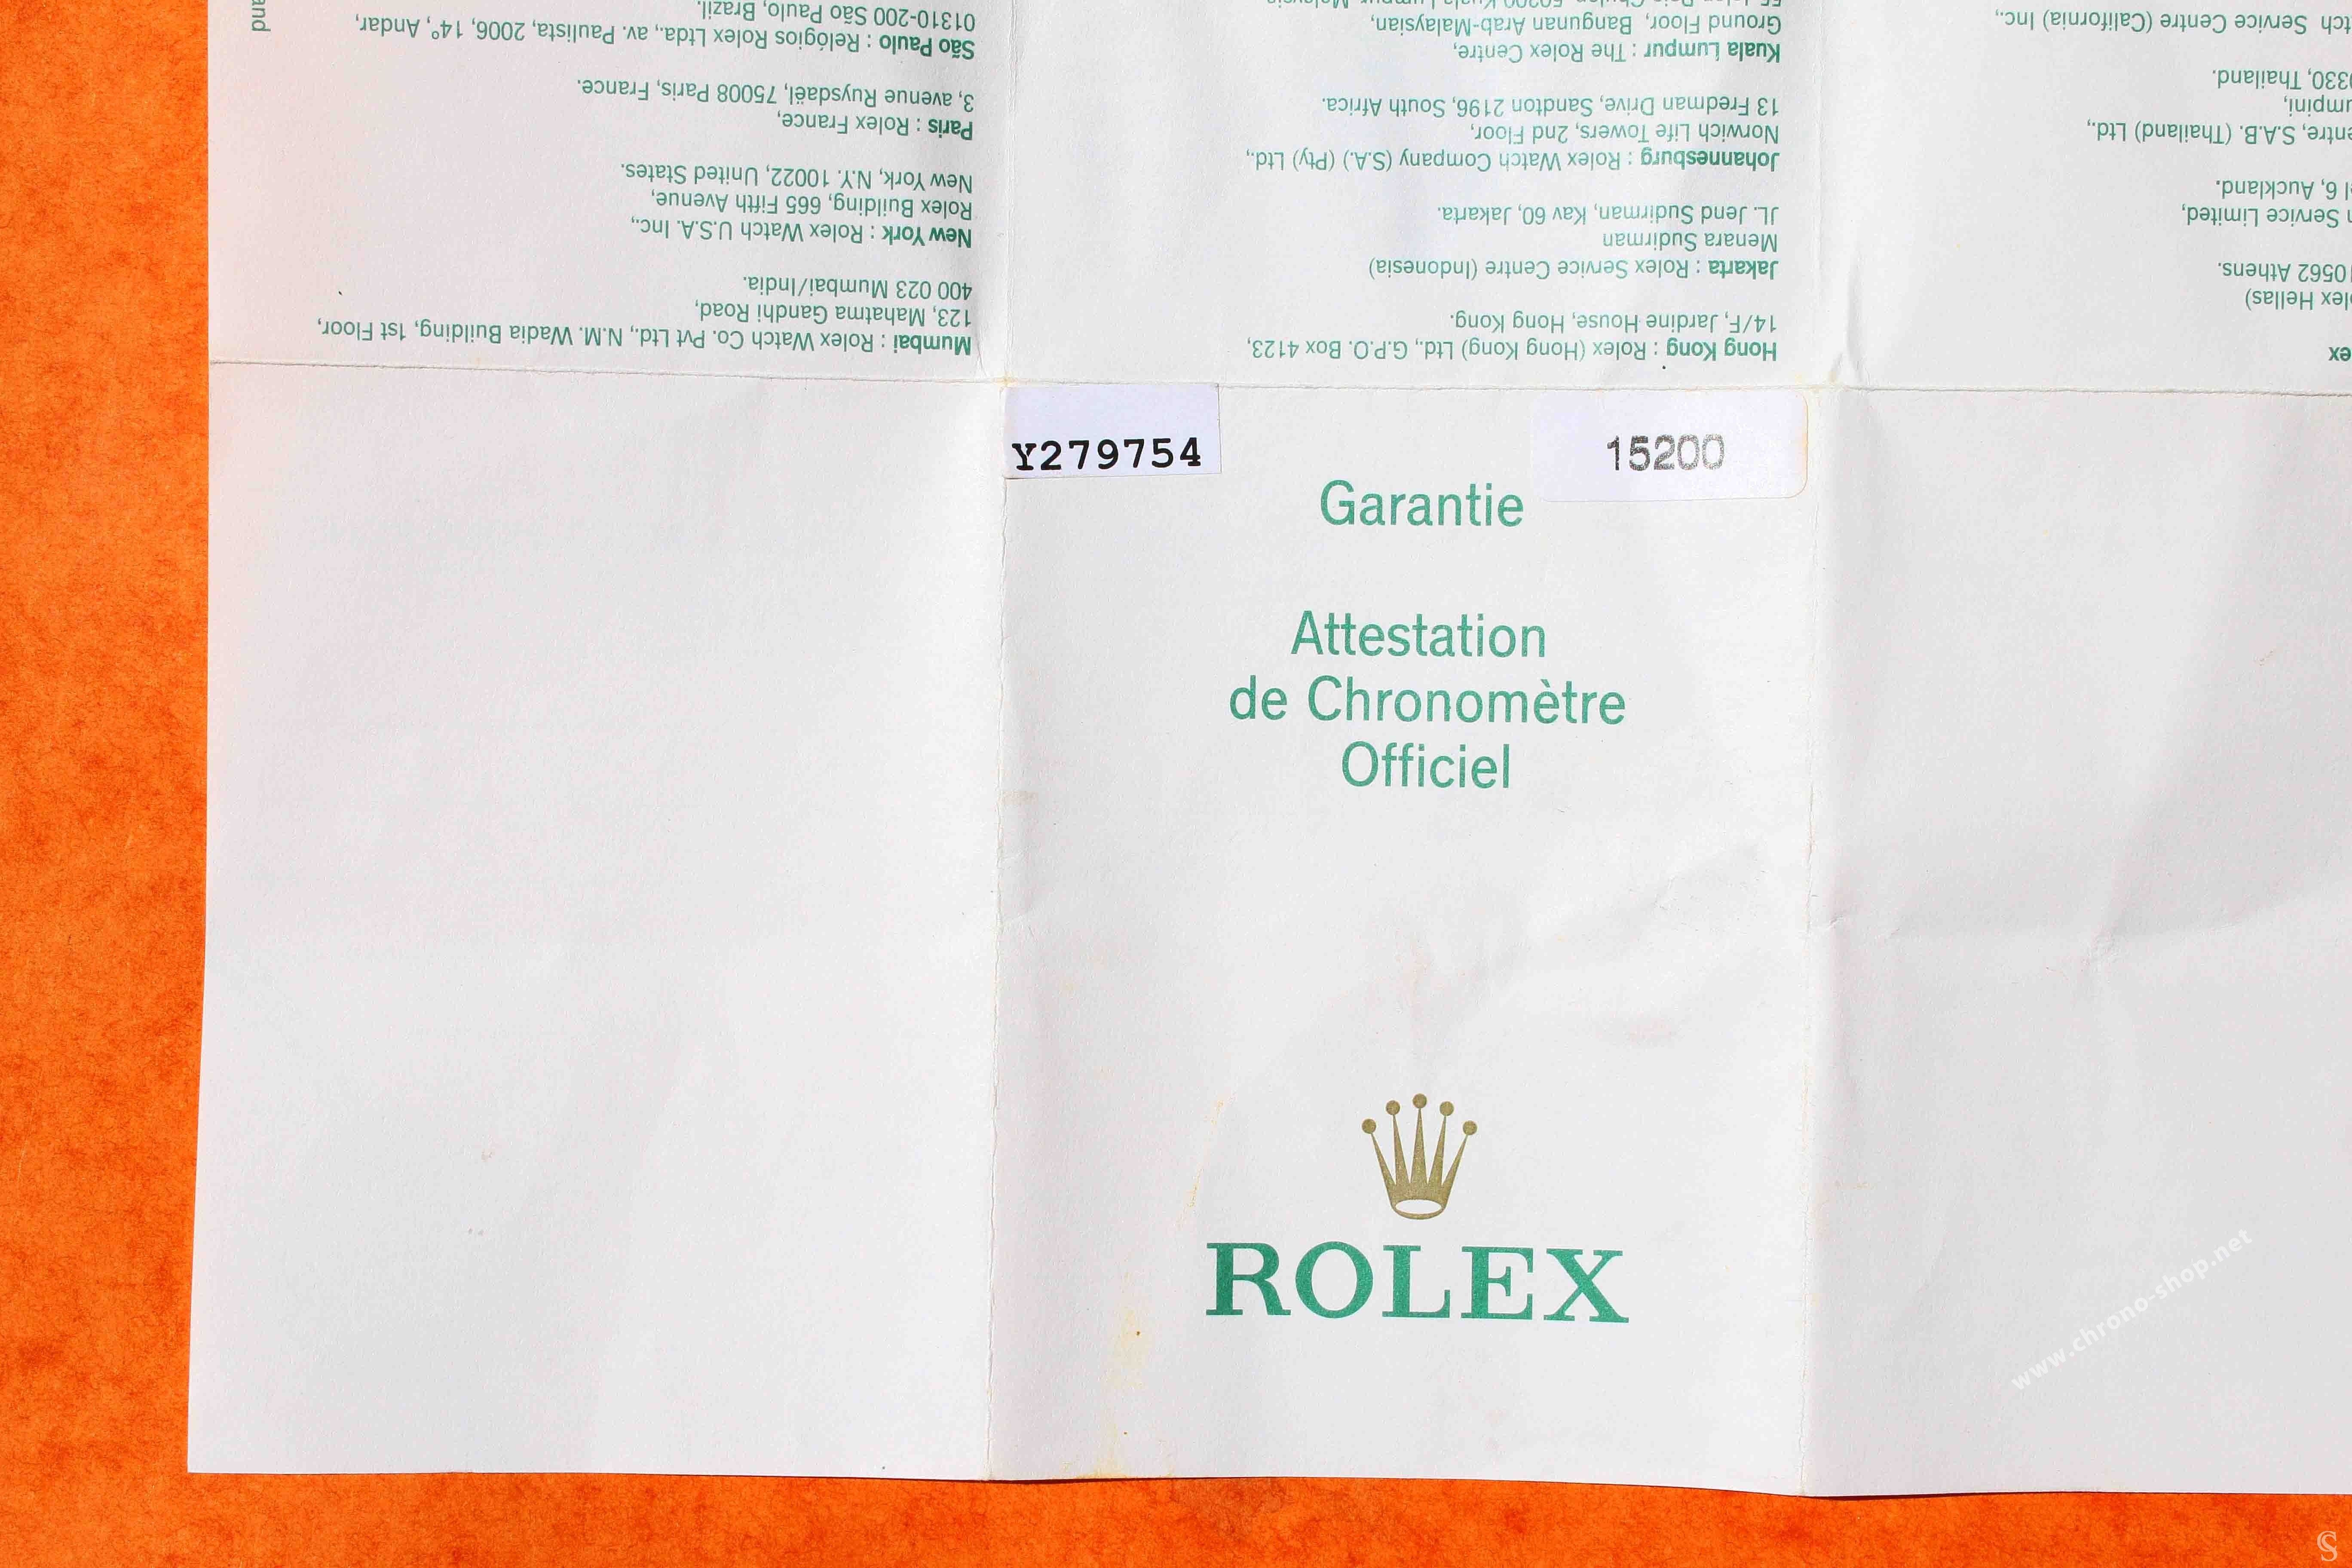 Y279754
15200
Garantie
Attestation
de Chronomètre
Officiel
ROLEX
Mumbai : Rolex Watch Co. Pvt Ltd., N.M. Wadia Building, 1st Floor,
123, Mahatma Gandhi Road,
400 023 Mumbai/India.
New York : Rolex Watch U.S.A. Inc.,
Rolex Building, 665 Fifth Avenue,
New York, N.Y. 10022, United States.
Paris : Rolex France,
3, avenue Ruysdaël, 75008 Paris, France.
São Paulo : Relógios Rolex Ltda., av. Paulista, 2006, 14°, Andar,
01310-200 São Paulo, Brazil.
Hong Kong : Rolex (Hong Kong) Ltd., G.P.O. Box 4123,
14/F, Jardine House, Hong Kong.
Jakarta : Rolex Service Centre (Indonesia)
Menara Sudirman
JL. Jend Sudirman, Kav 60, Jakarta.
Johannesburg : Rolex Watch Company (S.A.) (Pty) Ltd.,
Norwich Life Towers, 2nd Floor,
13 Fredman Drive, Sandton 2196, South Africa.
Kuala Lumpur : The Rolex Centre,
Ground Floor, Bangunan Arab-Malaysian,
Hellas)
10562 Athens.
Service Limited,
6, Auckland.
S.A.B. (Thailand) Ltd.,
Thailand.
Service Centre (California) Inc.,
www.chrono-shop.net